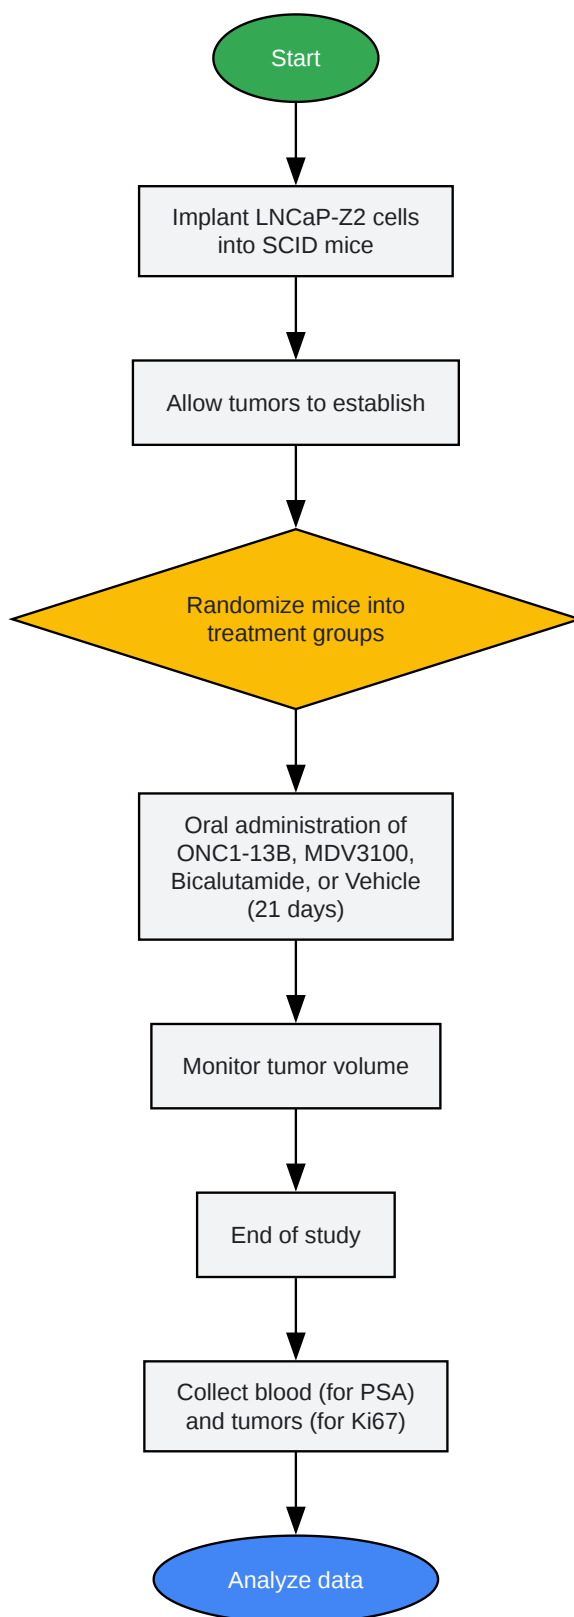 Start
Implant LNCaP-Z2 cells
into SCID mice
Allow tumors to establish
Randomize mice into
treatment groups
Oral administration of
ONC1-13B, MDV3100,
Bicalutamide, or Vehicle
(21 days)
Monitor tumor volume
End of study
Collect blood (for PSA)
and tumors (for Ki67)
Analyze data